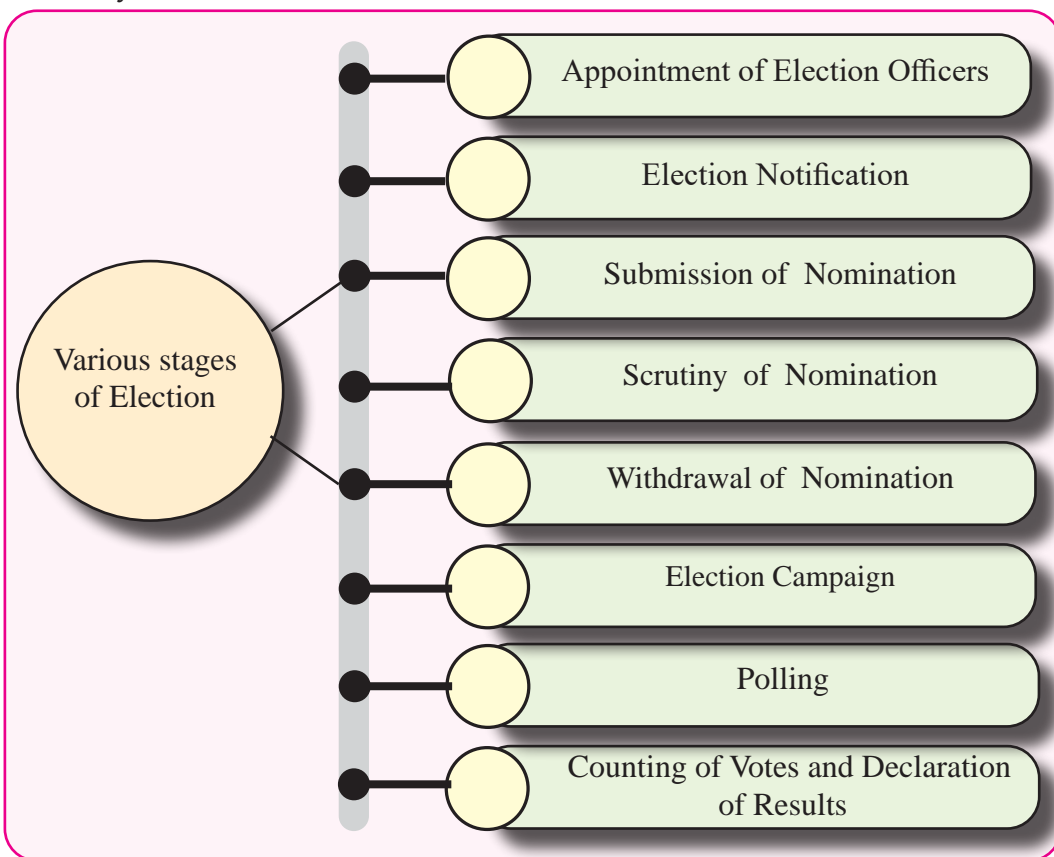 Various stages
of Election
Appointment of Election Officers
Election Notification
Submission of Nomination
Scrutiny of Nomination
Withdrawal of Nomination
Election Campaign
Polling
Counting of Votes and Declaration
of Results